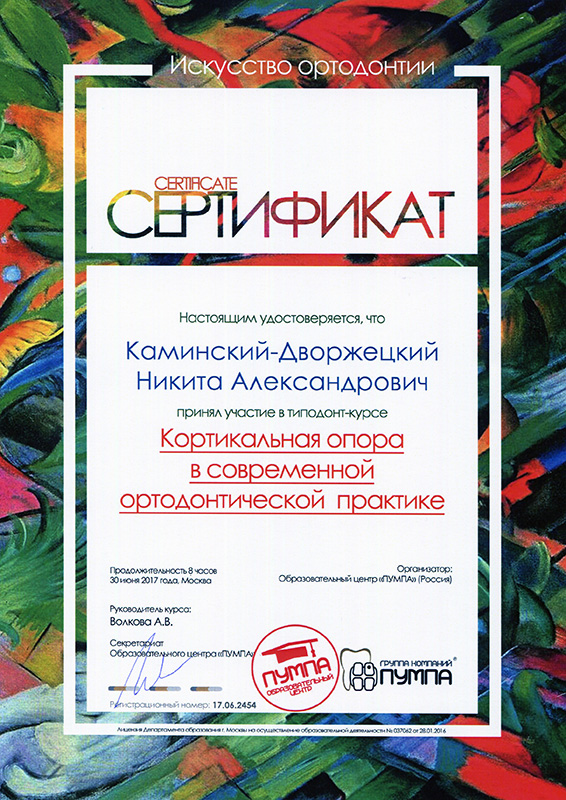 Искусство ортодонтии
CERTIFICATE
СЕРТИФИКАТ
Настоящим удостоверяется, что
Каминский-Дворжецкий
Никита Александрович
принял участие в типодонт-курсе
Кортикальная опора
в современной
ортодонтической практике
Продолжительность 8 часов
30 июня 2017 года, Москва
Организатор:
Образовательный центр «ПУМПА» (Россия)
Руководитель курса:
Волкова А.В.
Секретариат
Образовательного центра «ПУМПА»
ПУМПА
ОБРАЗОВАТЕЛЬНЫЙ
ЦЕНТР
ГРУППА КОМПАНИЙ®
ПУМПА
Регистрационный номер: 17.06.2454
Лицензия Департамента образования г. Москвы на осуществление образовательной деятельности № 037062 от 28.01.2016